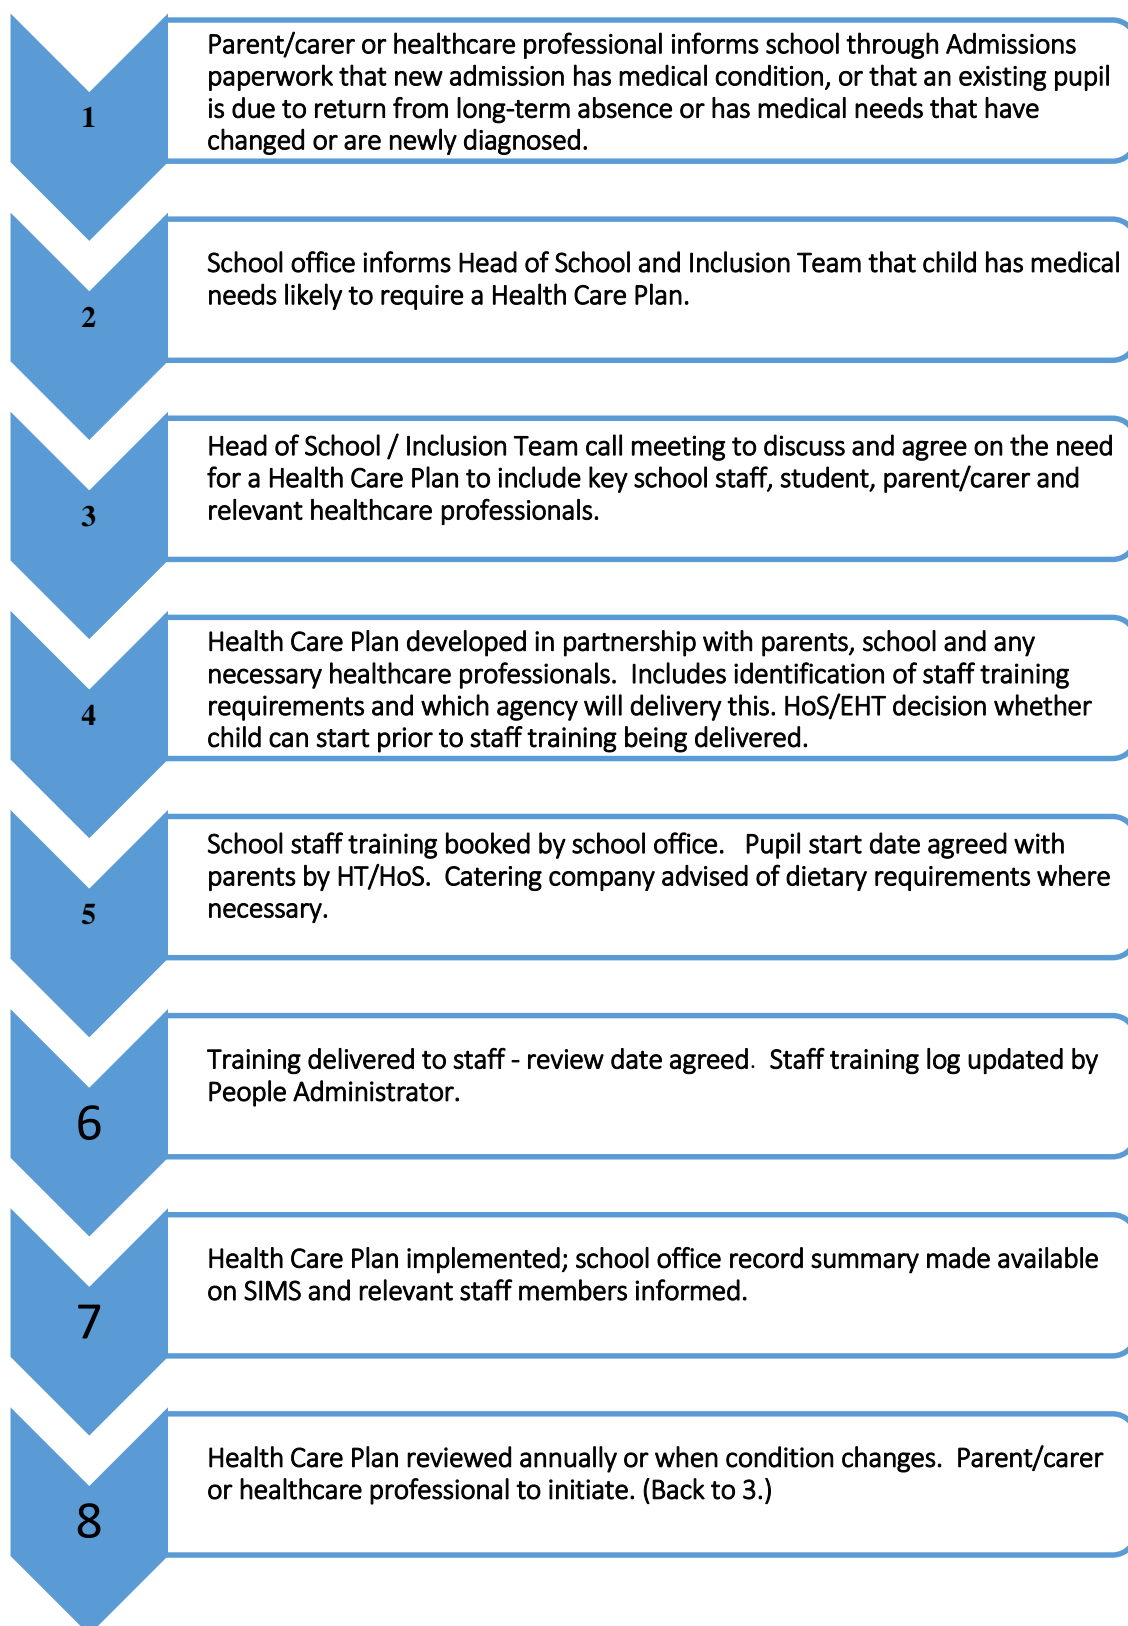 1
Parent/carer or healthcare professional informs school through Admissions
paperwork that new admission has medical condition, or that an existing pupil
is due to return from long-term absence or has medical needs that have
changed or are newly diagnosed.
2
School office informs Head of School and Inclusion Team that child has medical
needs likely to require a Health Care Plan.
3
Head of School / Inclusion Team call meeting to discuss and agree on the need
for a Health Care Plan to include key school staff, student, parent/carer and
relevant healthcare professionals.
4
Health Care Plan developed in partnership with parents, school and any
necessary healthcare professionals.  Includes identification of staff training
requirements and which agency will delivery this. HoS/EHT decision whether
child can start prior to staff training being delivered.
5
School staff training booked by school office.   Pupil start date agreed with
parents by HT/HoS.  Catering company advised of dietary requirements where
necessary.
6
Training delivered to staff - review date agreed.  Staff training log updated by
People Administrator.
7
Health Care Plan implemented; school office record summary made available
on SIMS and relevant staff members informed.
8
Health Care Plan reviewed annually or when condition changes.  Parent/carer
or healthcare professional to initiate. (Back to 3.)